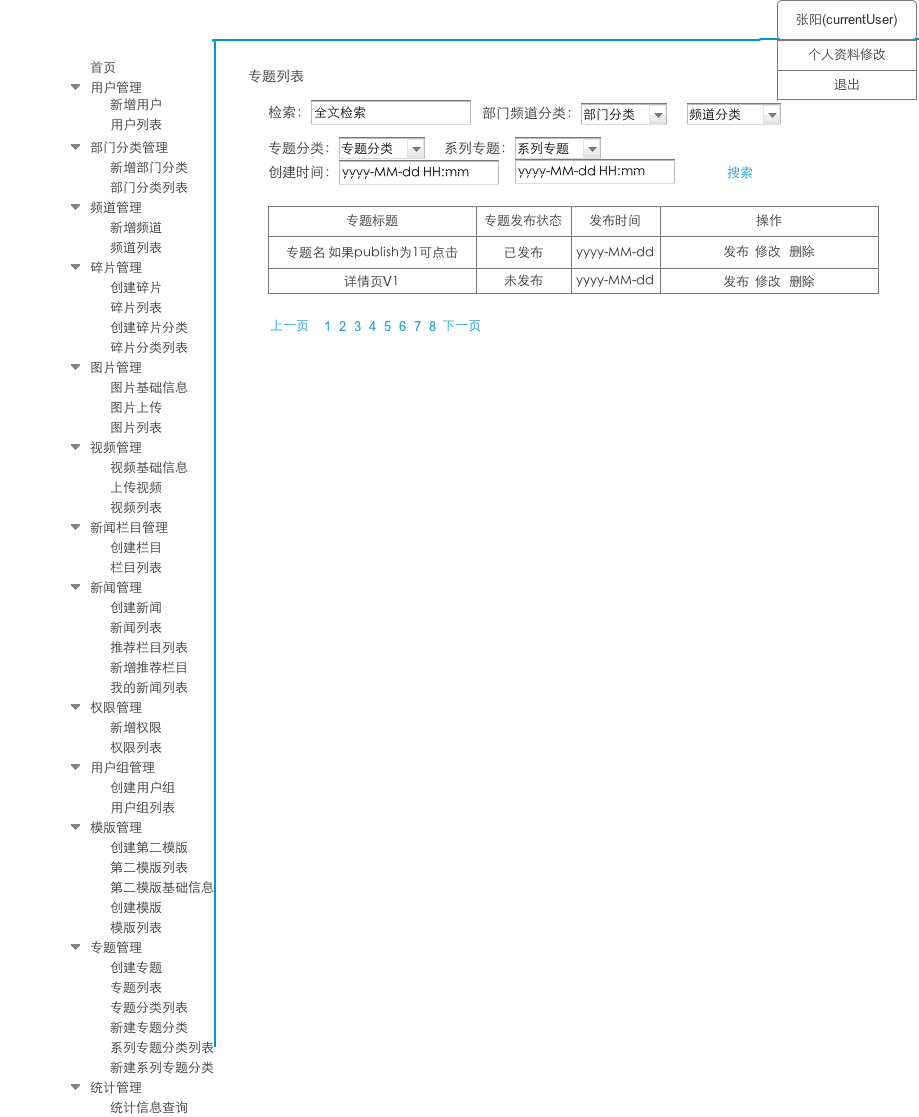 张阳(currentUser)
个人资料修改
退出
首页
用户管理
新增用户
用户列表
部门分类管理
新增部门分类
部门分类列表
频道管理
新增频道
频道列表
碎片管理
创建碎片
碎片列表
创建碎片分类
碎片分类列表
图片管理
图片基础信息
图片上传
图片列表
视频管理
视频基础信息
上传视频
视频列表
新闻栏目管理
创建栏目
栏目列表
新闻管理
创建新闻
新闻列表
推荐栏目列表
新增推荐栏目
我的新闻列表
权限管理
新增权限
权限列表
用户组管理
创建用户组
用户组列表
模版管理
创建第二模版
第二模版列表
第二模版基础信息
创建模版
模版列表
专题管理
创建专题
专题列表
专题分类列表
新建专题分类
系列专题分类列表
新建系列专题分类
统计管理
统计信息查询
专题列表
检索： 全文检索 部门频道分类： 部门分类 频道分类
专题分类： 专题分类 系列专题： 系列专题
创建时间： yyyy-MM-dd HH:mm yyyy-MM-dd HH:mm 搜索
专题标题 专题发布状态 发布时间 操作
专题名 如果publish为1可点击 已发布 yyyy-MM-dd 发布 修改 删除
详情页V1 未发布 yyyy-MM-dd 发布 修改 删除
上一页 1 2 3 4 5 6 7 8 下一页